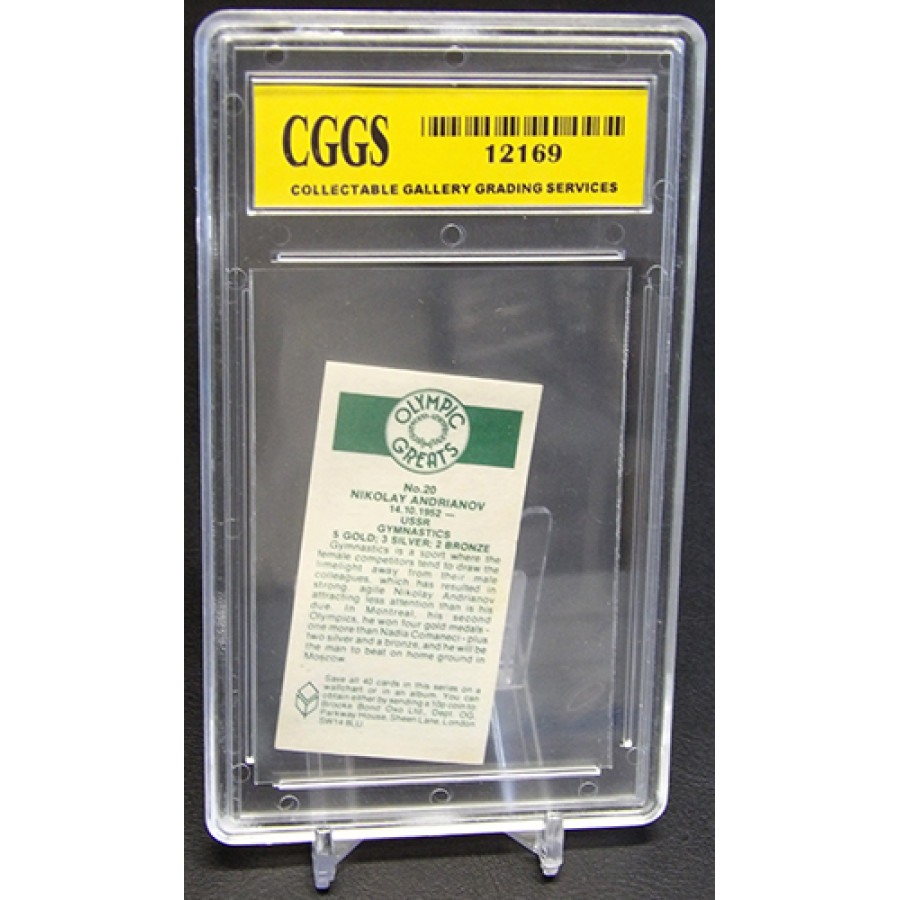 CGGS
12169
COLLECTABLE GALLERY GRADING SERVICES
OLYMPIC
GREATS
No.20
NIKOLAY ANDRIANOV
14.10.1952 —
USSR
GYMNASTICS
5 GOLD; 3 SILVER; 2 BRONZE
Gymnastics is a sport where the
female competitors tend to draw the
limelight away from their male
colleagues, which has resulted in
strong, agile Nikolay Andrianov
attracting less attention than is his
due. In Montreal, his second
Olympics, he won four gold medals -
one more than Nadia Comaneci - plus
two silver and a bronze, and he will be
the man to beat on home ground in
Moscow.
Save all 40 cards in this series on a
wallchart or in an album. You can
obtain either by sending a 10p coin to
Brooke Bond Oxo Ltd., Dept. OG,
Parkway House, Sheen Lane, London
SW14 8LU